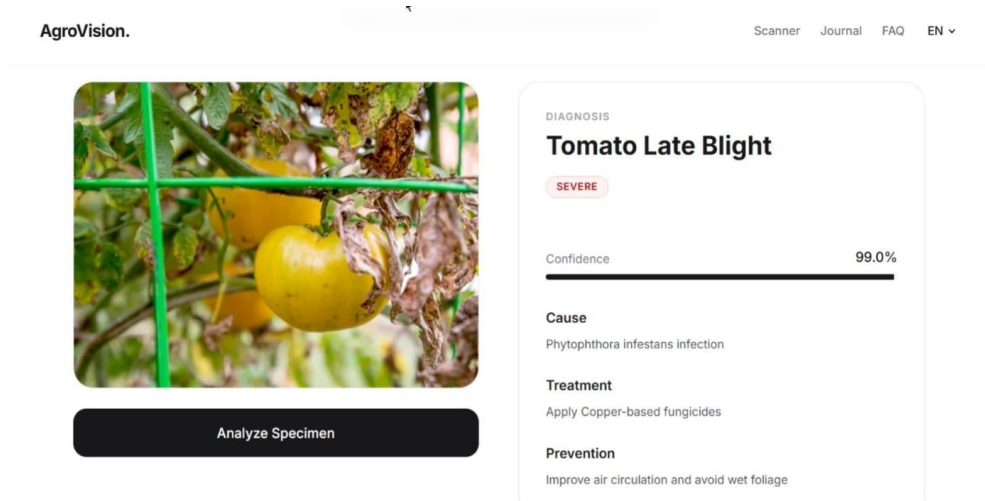 AgroVision.
Scanner Journal FAQ EN
DIAGNOSIS
Tomato Late Blight
SEVERE
Confidence 99.0%
Cause
Phytophthora infestans infection
Treatment
Apply Copper-based fungicides
Prevention
Improve air circulation and avoid wet foliage
Analyze Specimen